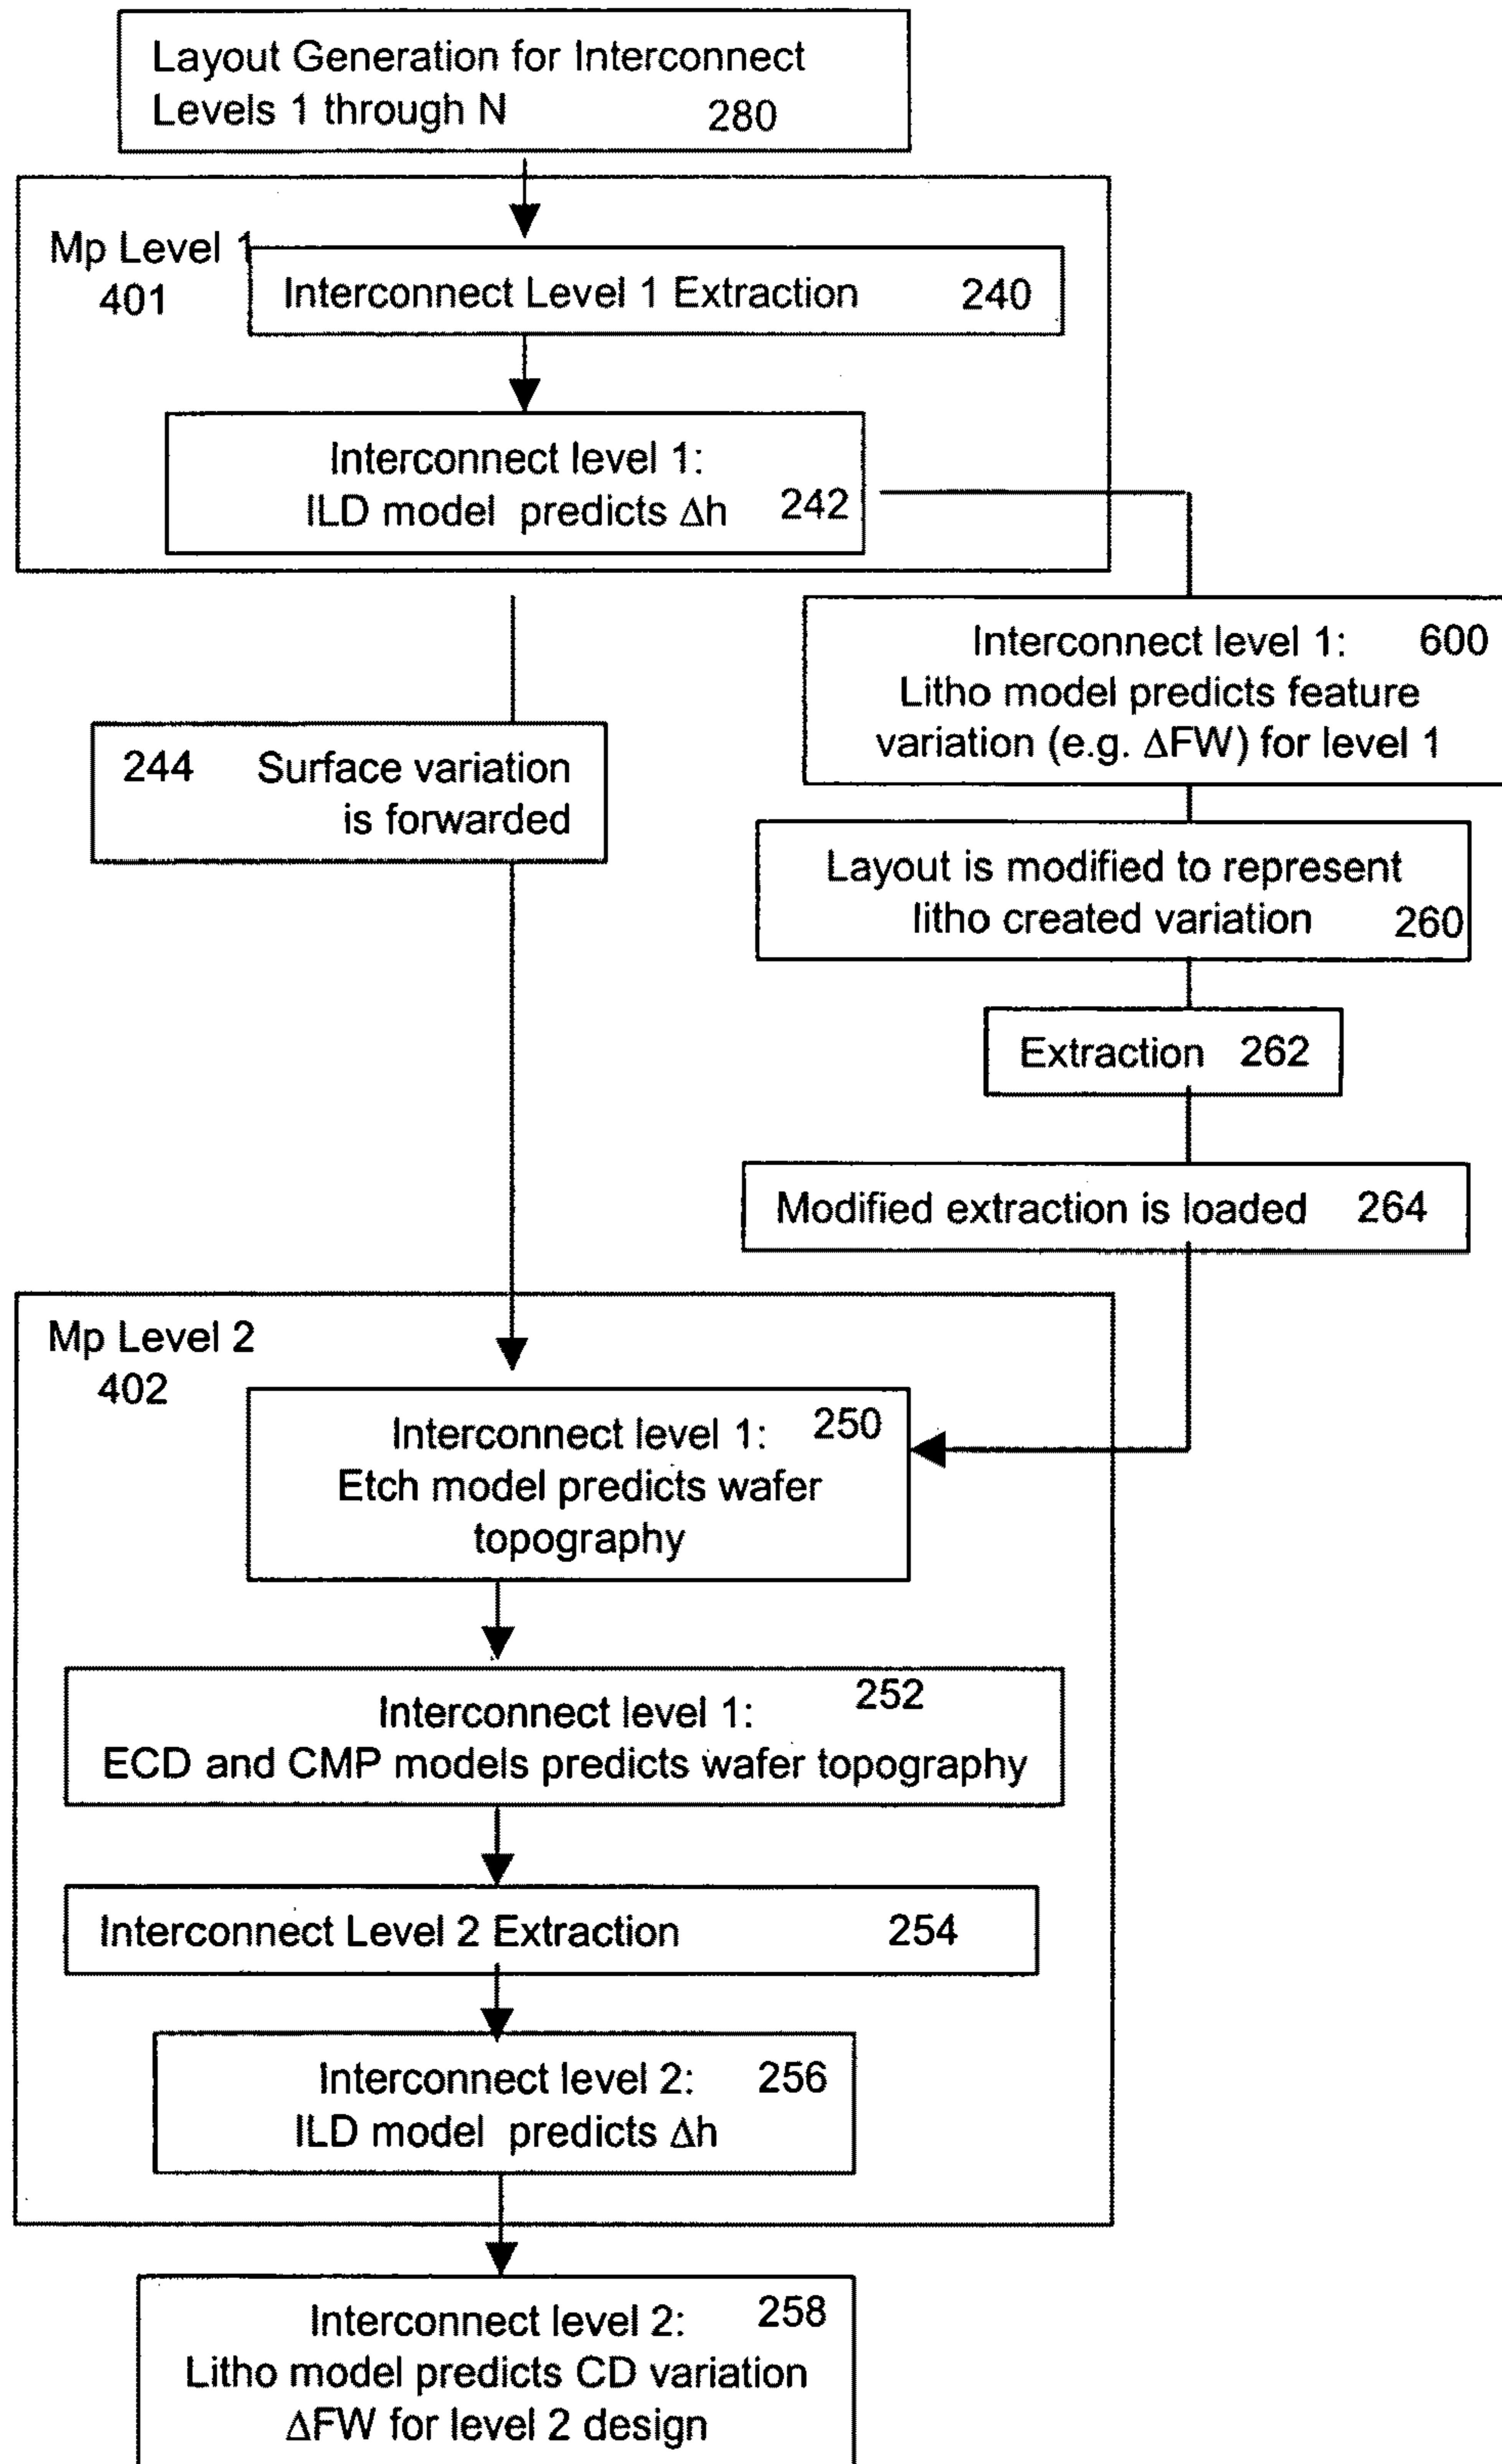 Layout Generation for Interconnect
Levels 1 through N 280
Mp Level 1
401
Interconnect Level 1 Extraction 240
Interconnect level 1:
ILD model predicts Δh 242
Interconnect level 1: 600
Litho model predicts feature
variation (e.g. ΔFW) for level 1
244 Surface variation
is forwarded
Layout is modified to represent
litho created variation 260
Extraction 262
Modified extraction is loaded 264
Mp Level 2
402
Interconnect level 1: 250
Etch model predicts wafer
topography
Interconnect level 1: 252
ECD and CMP models predicts wafer topography
Interconnect Level 2 Extraction 254
Interconnect level 2: 256
ILD model predicts Δh
Interconnect level 2: 258
Litho model predicts CD variation
ΔFW for level 2 design